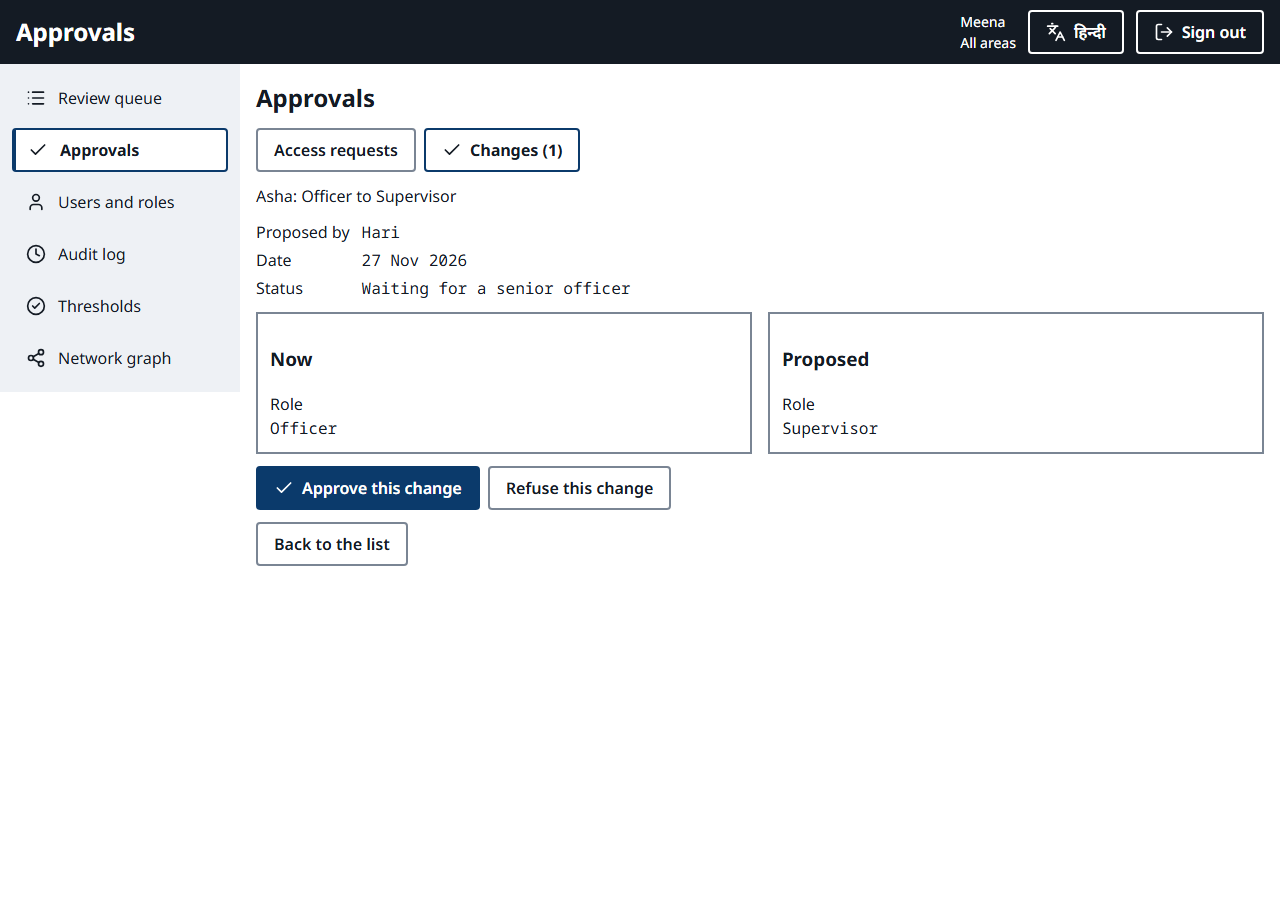 Approvals
Meena
All areas
हिन्दी
Sign out
Review queue
Approvals
Users and roles
Audit log
Thresholds
Network graph
Approvals
Access requests
Changes (1)
Asha: Officer to Supervisor
Proposed by Hari
Date 27 Nov 2026
Status Waiting for a senior officer
Now
Role
Officer
Proposed
Role
Supervisor
Approve this change
Refuse this change
Back to the list